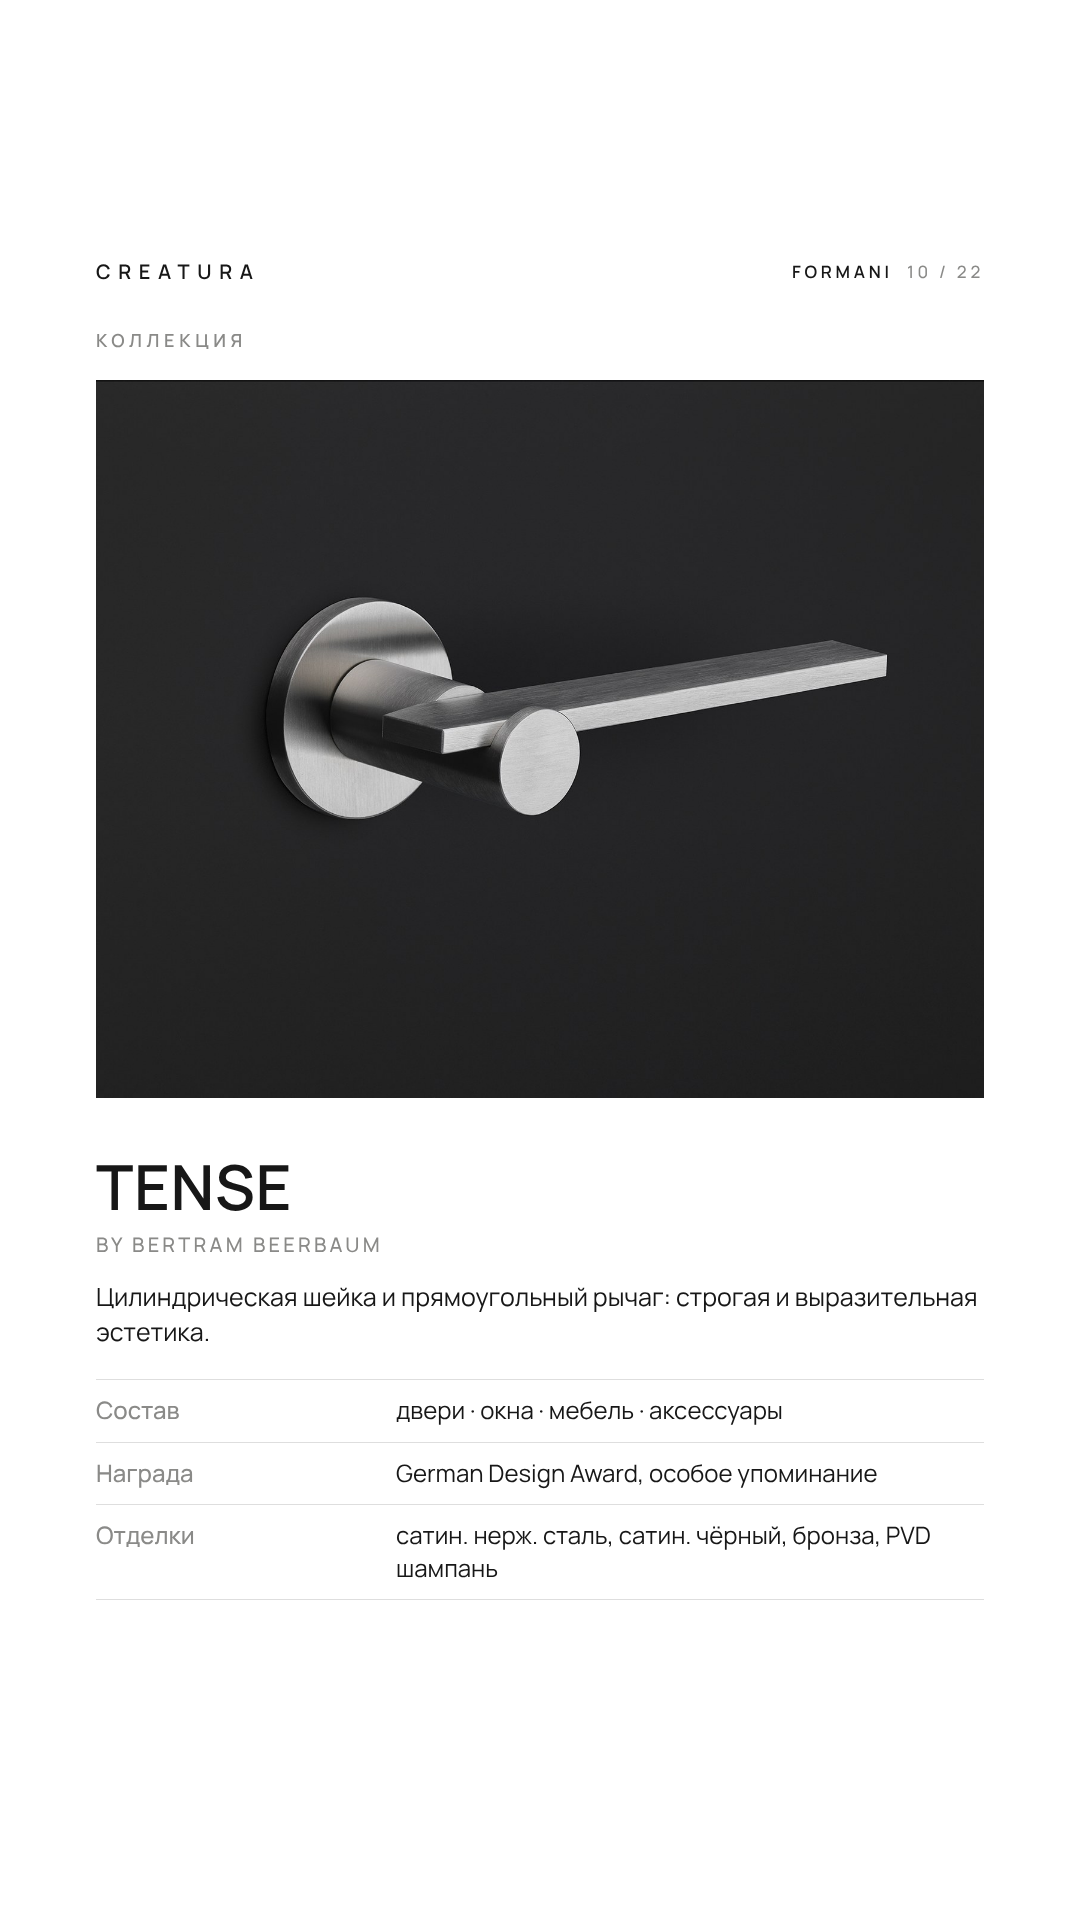 CREATURA
FORMANI 10 / 22
КОЛЛЕКЦИЯ
TENSE
BY BERTRAM BEERBAUM
Цилиндрическая шейка и прямоугольный рычаг: строгая и выразительная
эстетика.
Состав двери · окна · мебель · аксессуары
Награда German Design Award, особое упоминание
Отделки сатин. нерж. сталь, сатин. чёрный, бронза, PVD
шампань